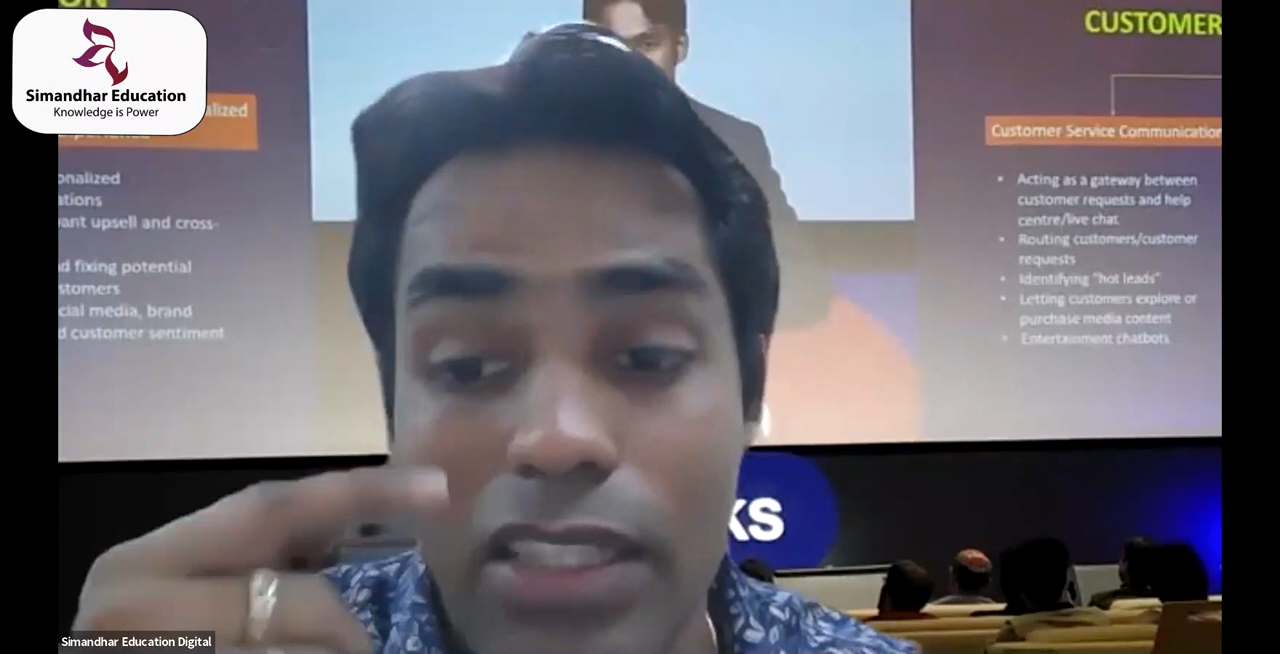 ON
CUSTOMER
Simandhar Education
Knowledge is Power
alized
Customer Service Communication
onalized
ations
vant upsell and cross-
d fixing potential
stomers
cial media, brand
d customer sentiment
• Acting as a gateway between
customer requests and help
centre/live chat
• Routing customers/customer
requests
• Identifying “hot leads”
• Letting customers explore or
purchase media content
• Entertainment chatbots
ks
Simandhar Education Digital